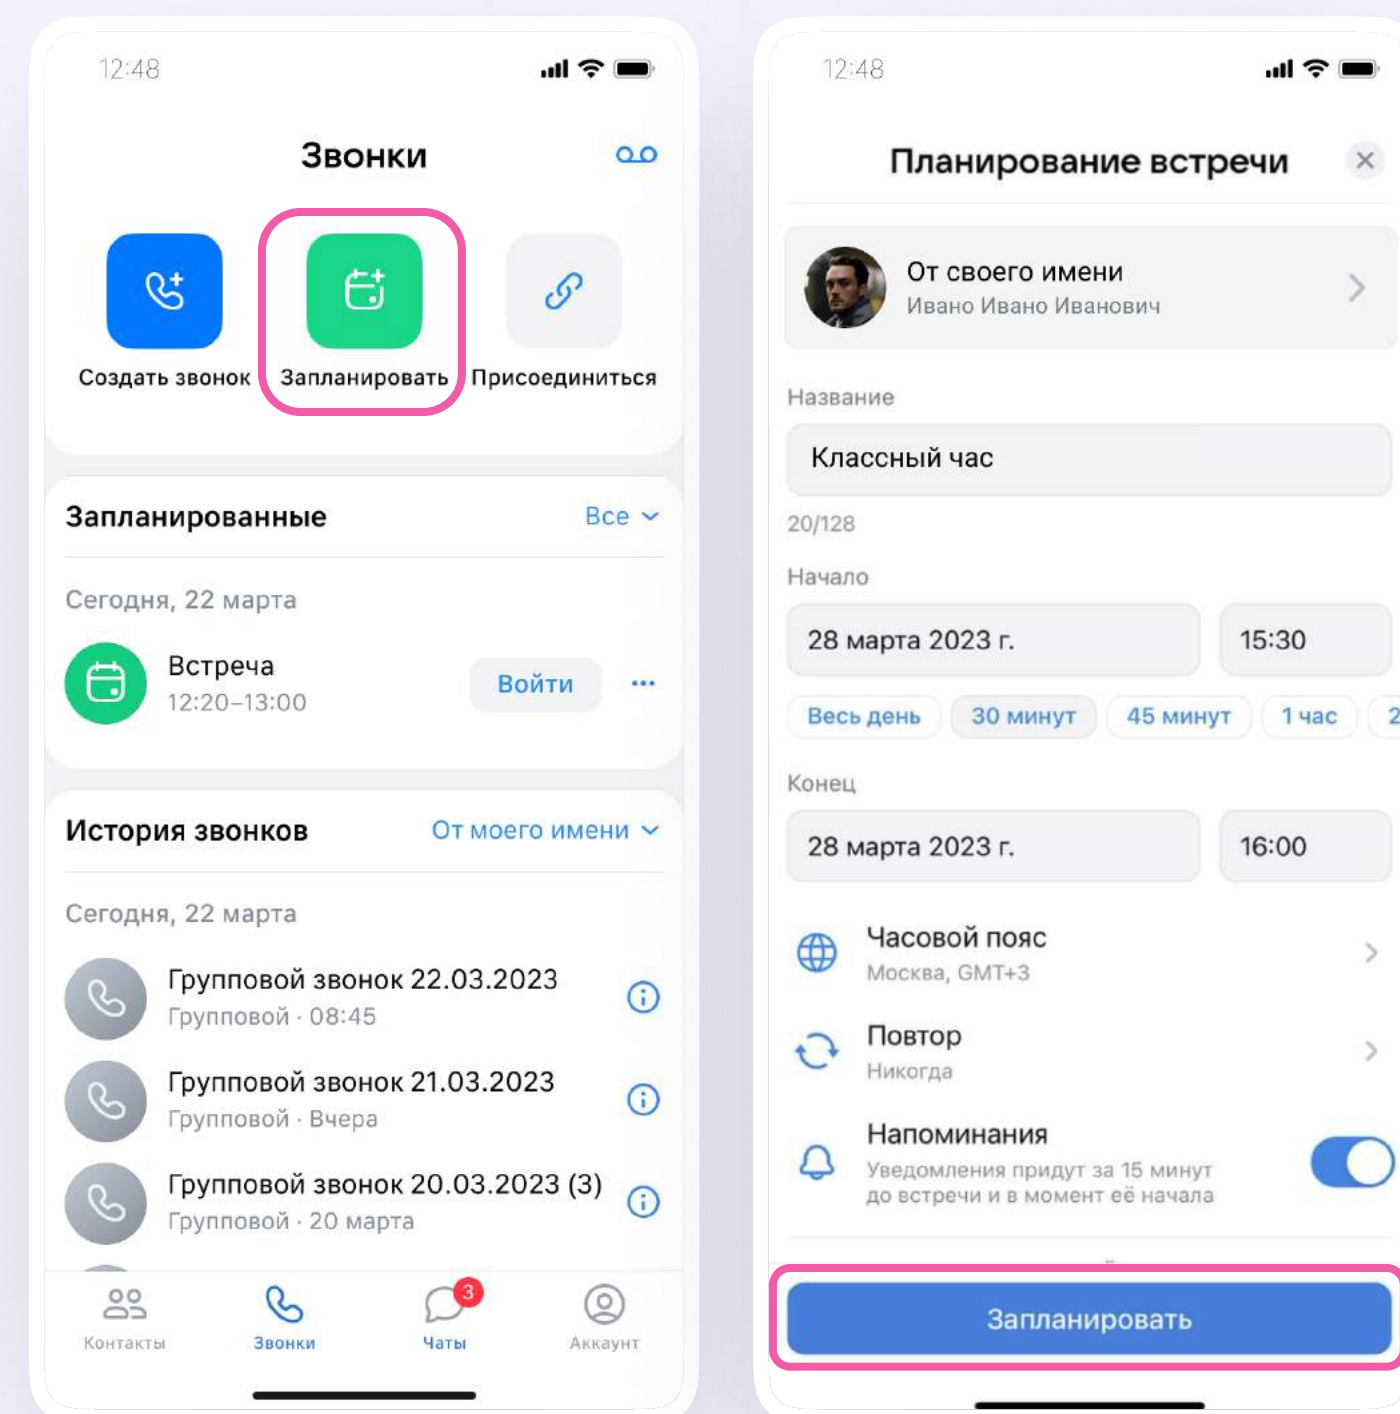 12:48
Звонки
Создать звонок
Запланировать
Присоединиться
Запланированные
Все
Сегодня, 22 марта
Встреча
12:20–13:00
Войти
История звонков
От моего имени
Сегодня, 22 марта
Групповой звонок 22.03.2023
Групповой · 08:45
Групповой звонок 21.03.2023
Групповой · Вчера
Групповой звонок 20.03.2023 (3)
Групповой · 20 марта
3
Контакты
Звонки
Чаты
Аккаунт
12:48
Планирование встречи
От своего имени
Ивано Ивано Иванович
Название
Классный час
20/128
Начало
28 марта 2023 г.
15:30
Весь день
30 минут
45 минут
1 час
2
Конец
28 марта 2023 г.
16:00
Часовой пояс
Москва, GMT+3
Повтор
Никогда
Напоминания
Уведомления придут за 15 минут
до встречи и в момент её начала
Запланировать